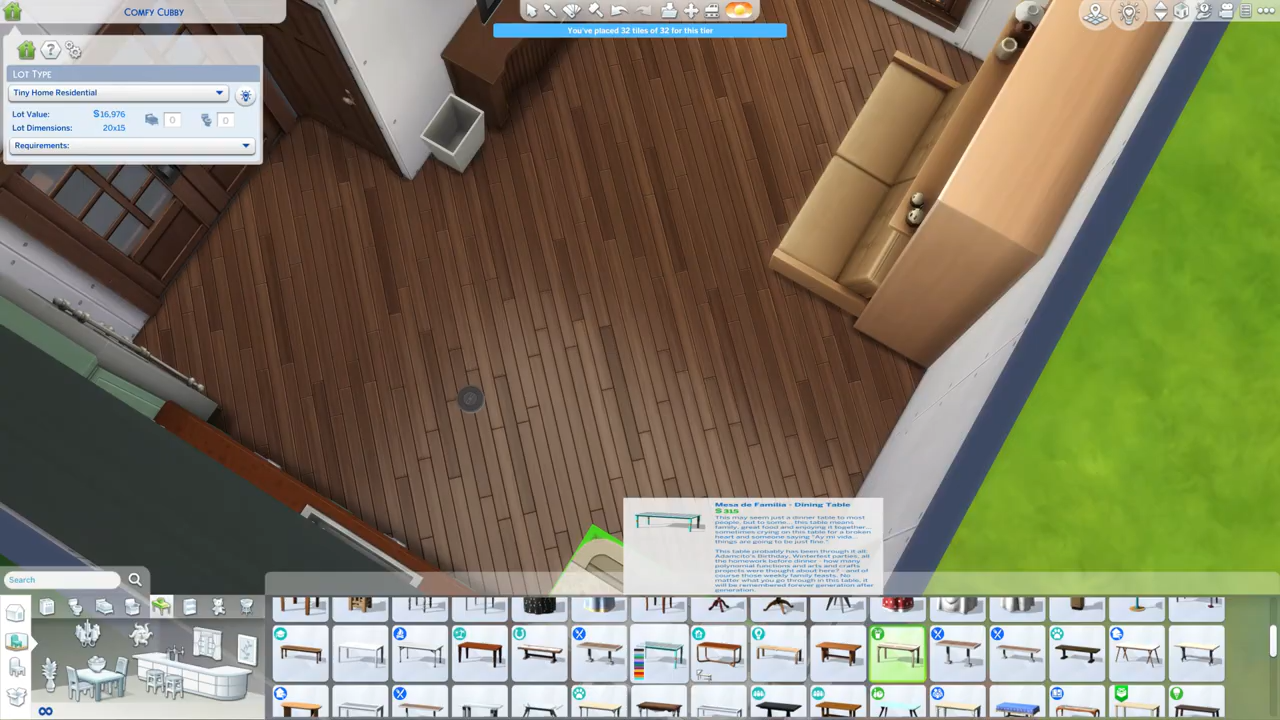 Comfy Cubby
You've placed 32 tiles of 32 for this tier
Lot Type
Tiny Home Residential
Lot Value: $16,976
0
0
Lot Dimensions: 20x15
Requirements:
Mesa de Familia - Dining Table
$315
This may seem just a dinner table to most
people, but to some... this table means
family, great food and enjoying it together...
sometimes crying on this table for a broken
heart and someone saying "Ay mi vida...
things are going to be just fine."
This table probably has been through it all.
Adancito's Birthday, Winterfest parties, all
the homework before dinner - how many
polynomial functions and arts and crafts
projects were thought about here? - and of
course those weekly family feasts. No
matter what you go through in this table, it
will be remembered forever generation after
generation.
Search